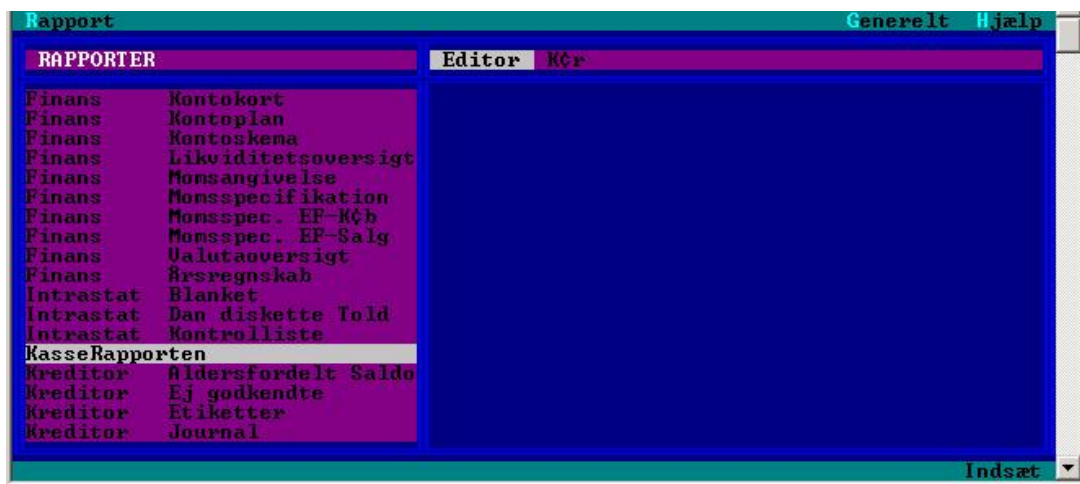 Rapport Generelt Hjælp
RAPPORTER Editor K¢r
Finans Kontokort
Finans Kontoplan
Finans Kontoskema
Finans Likviditetsoversigt
Finans Momsangivelse
Finans Momsspecifikation
Finans Momsspec. EF-K¢b
Finans Momsspec. EF-Salg
Finans Valutaoversigt
Finans Årsregnskab
Intrastat Blanket
Intrastat Dan diskette Told
Intrastat Kontrolliste
KasseRapporten
Kreditor Aldersfordelt Saldo
Kreditor Ej godkendte
Kreditor Etiketter
Kreditor Journal
Indsæt